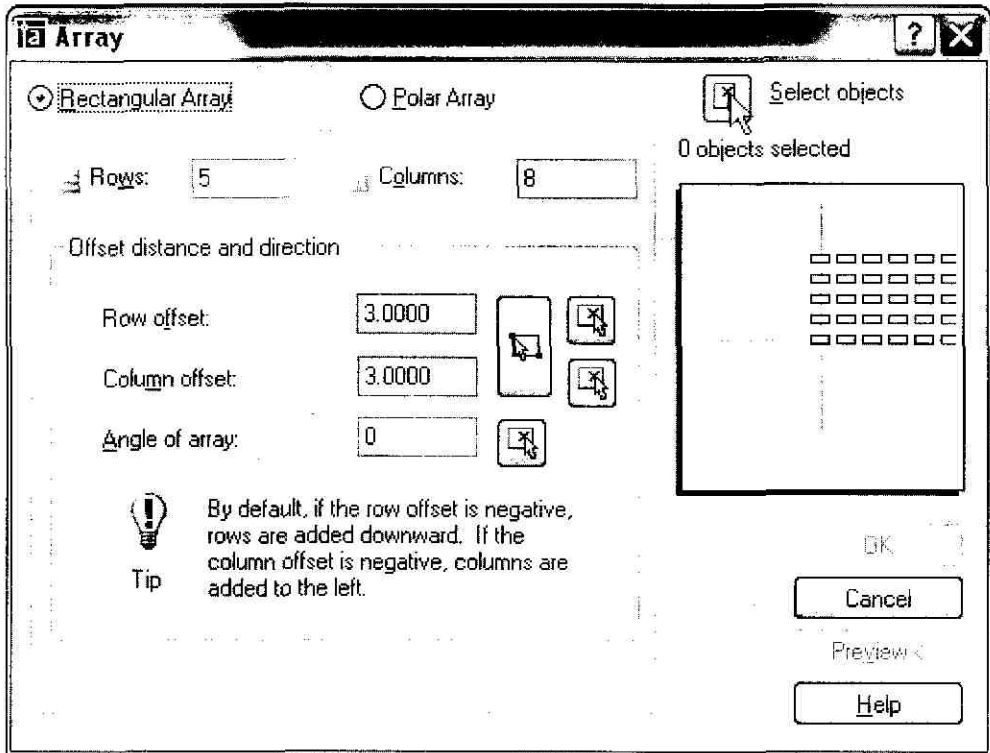 Array
Rectangular Array
Polar Array
Select objects
0 objects selected
Rows: 5
Columns: 8
Offset distance and direction
Row offset: 3.0000
Column offset: 3.0000
Angle of array: 0
By default, if the row offset is negative,
rows are added downward. If the
column offset is negative, columns are
added to the left.
Tip
OK
Cancel
Preview <
Help